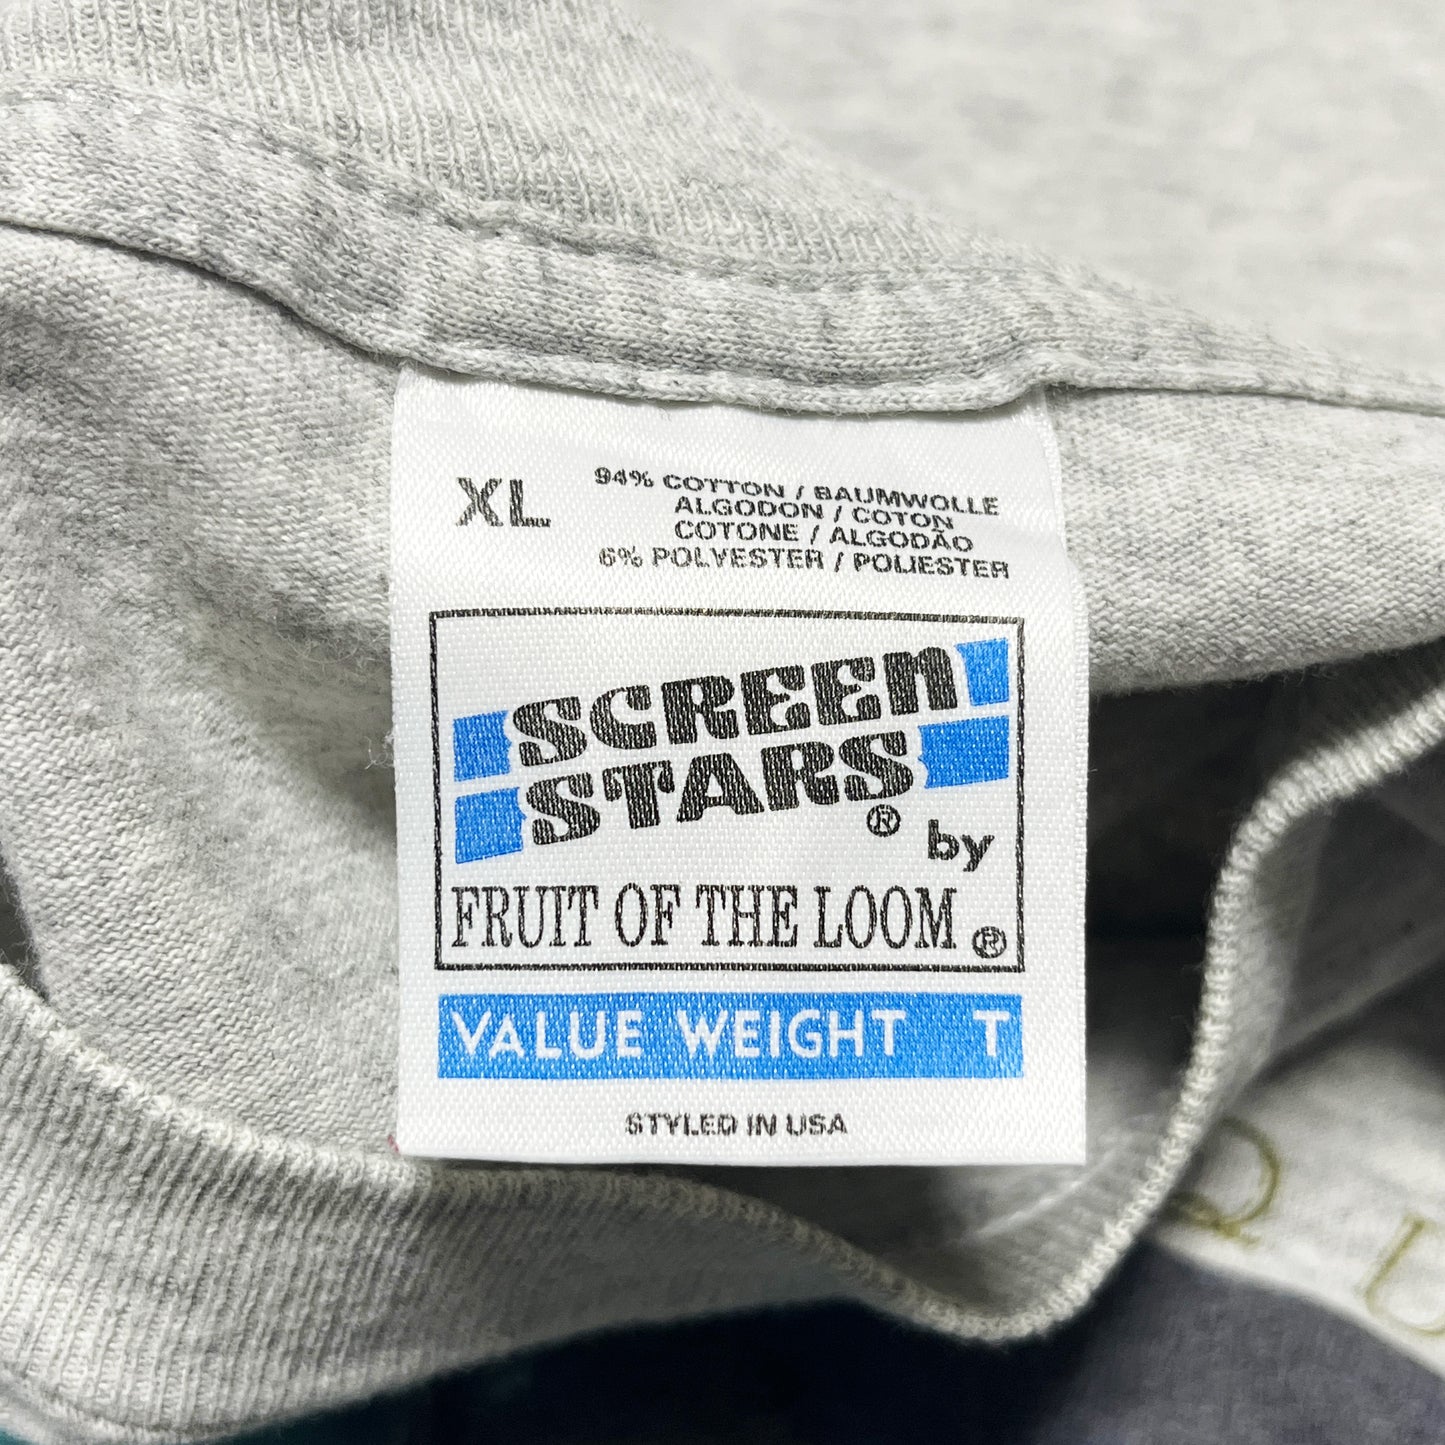 XL
94% COTTON / BAUMWOLLE
ALGODON / COTON
COTONE / ALGODÃO
6% POLYESTER / POLIESTER
SCREEN
STARS®
by
FRUIT OF THE LOOM®
VALUE WEIGHT T
STYLED IN USA
Q U